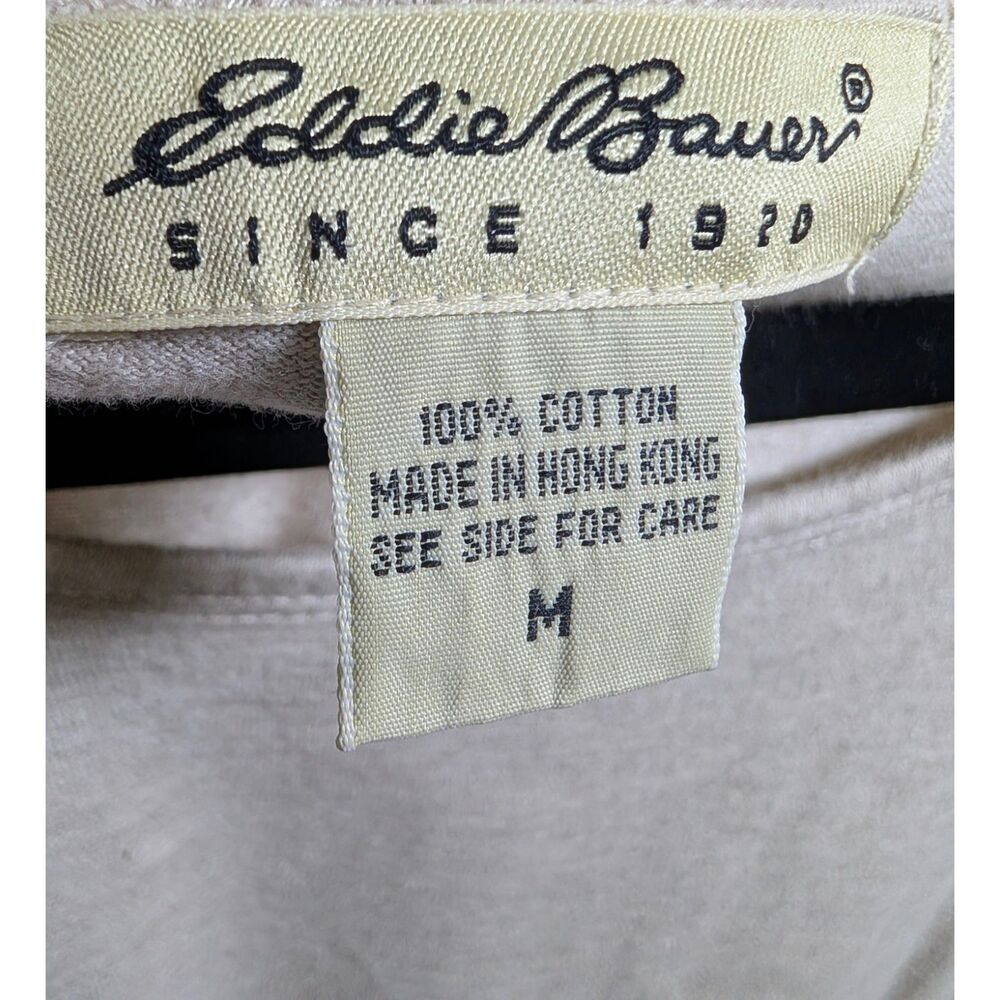 Eddie Bauer®
SINCE 1920
100% COTTON
MADE IN HONG KONG
SEE SIDE FOR CARE
M